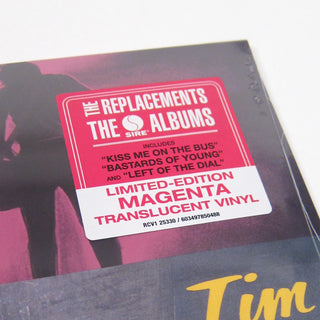 THE REPLACEMENTS
THE SIRE ALBUMS
INCLUDES
"KISS ME ON THE BUS"
"BASTARDS OF YOUNG"
AND "LEFT OF THE DIAL"
LIMITED-EDITION
MAGENTA
TRANSLUCENT VINYL
RCV1 25330 / 603497850488
Tim